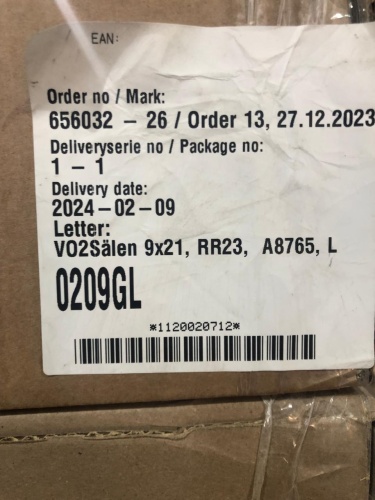 EAN:
Order no / Mark:
656032 - 26 / Order 13, 27.12.2023
Deliveryserie no / Package no:
1 - 1
Delivery date:
2024-02-09
Letter:
VO2Sälen 9x21, RR23, A8765, L
0209GL
*1120020712*